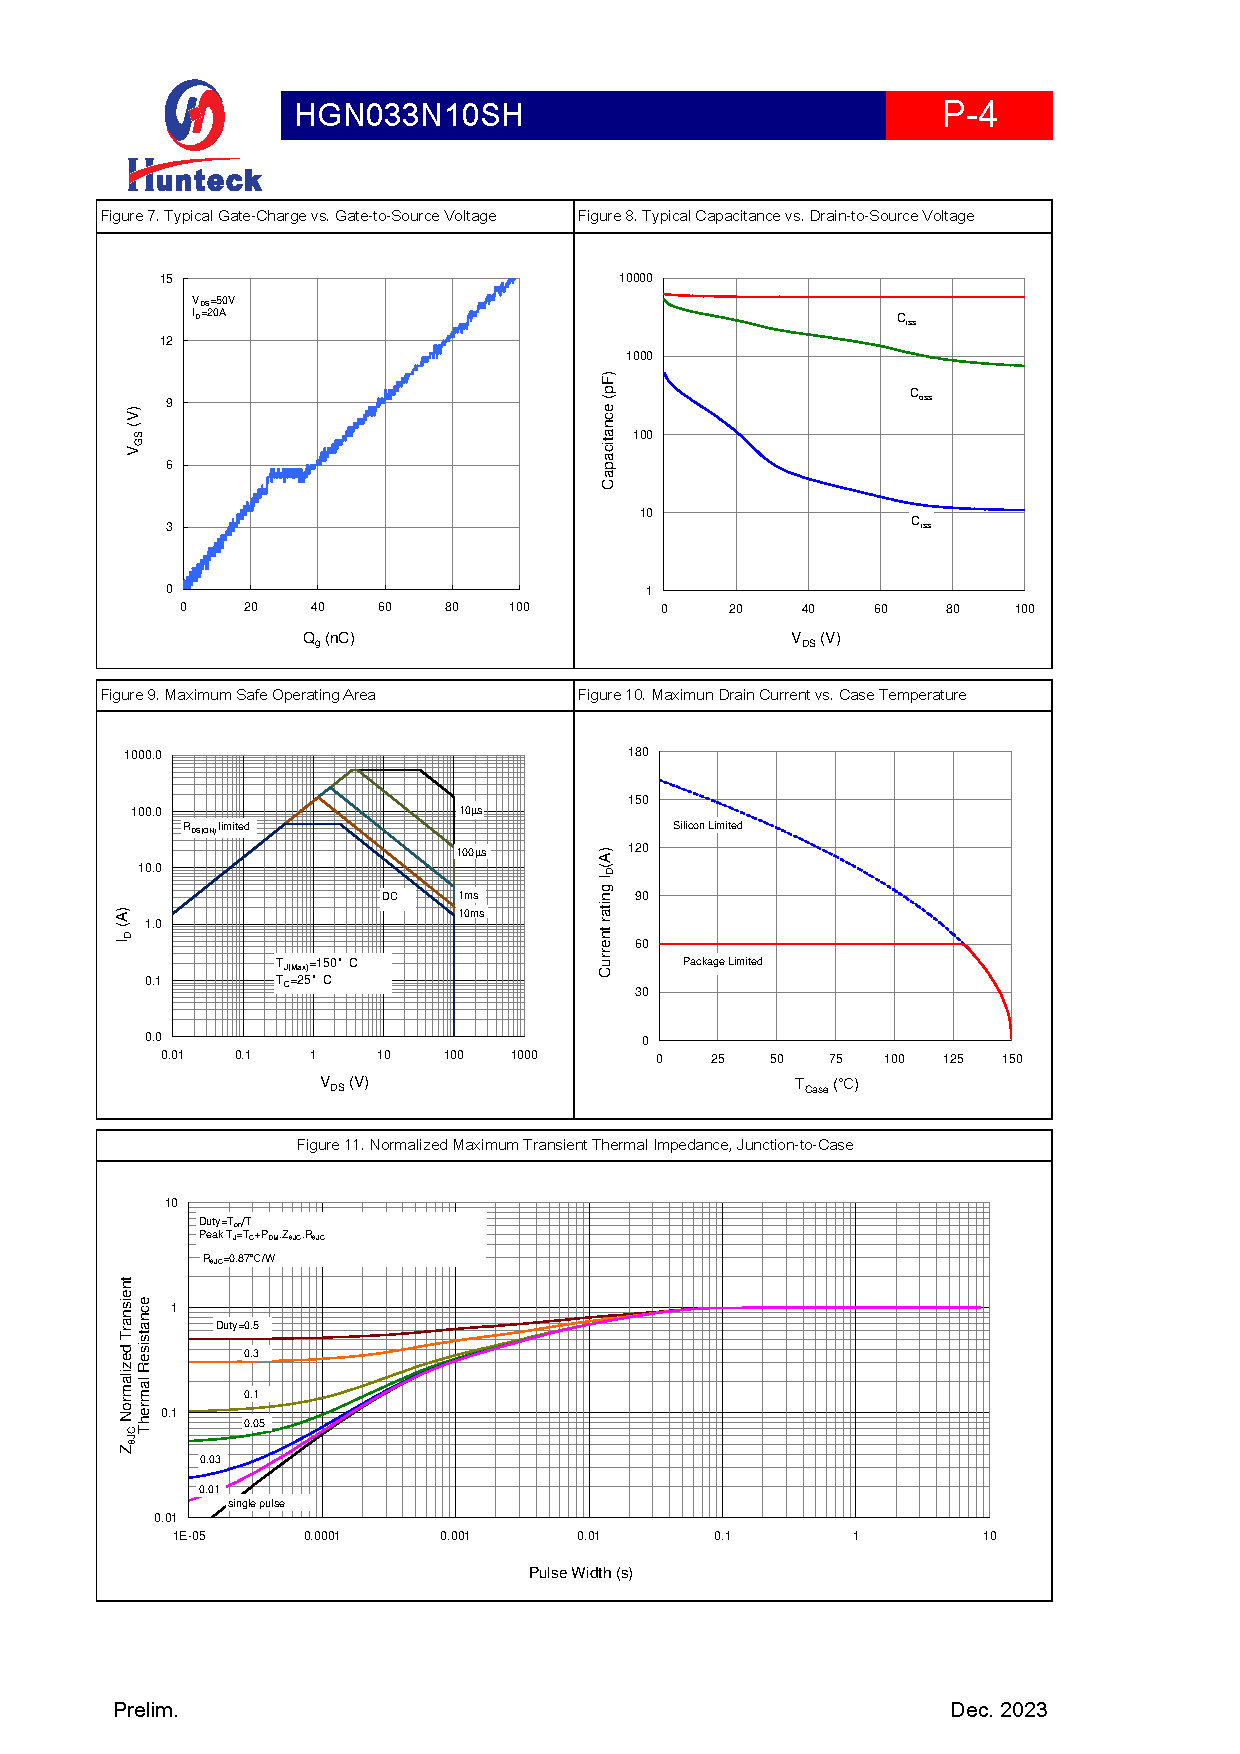 HGN033N10SH
P-4
Hunteck
Figure 7. Typical Gate-Charge vs. Gate-to-Source Voltage
Figure 8. Typical Capacitance vs. Drain-to-Source Voltage
15
12
9
6
3
0
VDS=50V
ID=20A
VGS (V)
0 20 40 60 80 100
Qg (nC)
10000
1000
100
10
1
Capacitance (pF)
Ciss
Coss
Ciss
0 20 40 60 80 100
VDS (V)
Figure 9. Maximum Safe Operating Area
Figure 10. Maximun Drain Current vs. Case Temperature
1000.0
100.0
10.0
1.0
0.1
0.0
ID (A)
RDS(ON) limited
10μs
100μs
DC
1ms
10ms
TJ(Max)=150°C
TC=25°C
0.01 0.1 1 10 100 1000
VDS (V)
180
150
120
90
60
30
0
Current rating ID(A)
Silicon Limited
Package Limited
0 25 50 75 100 125 150
TCase (°C)
Figure 11. Normalized Maximum Transient Thermal Impedance, Junction-to-Case
10
1
0.1
0.01
ZθJC Normalized Transient
Thermal Resistance
Duty=Ton/T
Peak TJ=TC+PDM.ZθJC.RθJC
RθJC=0.87°C/W
Duty=0.5
0.3
0.1
0.05
0.03
0.01
single pulse
1E-05 0.0001 0.001 0.01 0.1 1 10
Pulse Width (s)
Prelim.
Dec. 2023